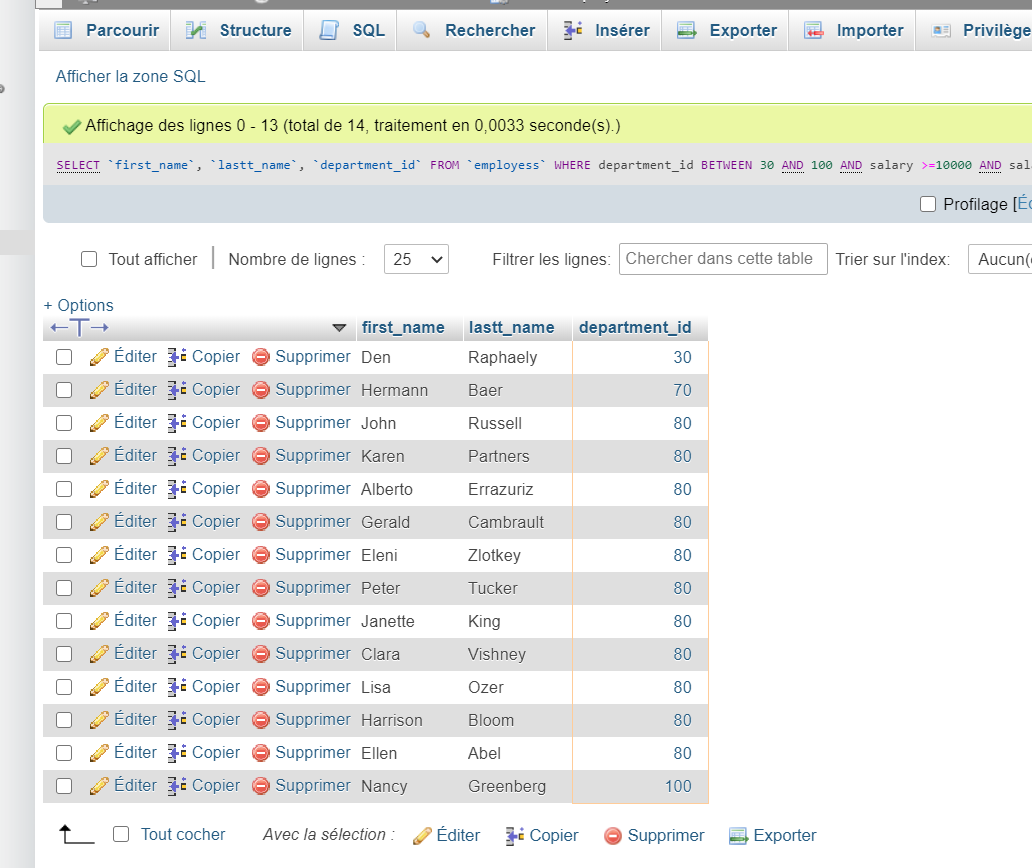 Parcourir Structure SQL Rechercher Insérer Exporter Importer
Afficher la zone SQL
Affichage des lignes 0 - 13 (total de 14, traitement en 0,0033 seconde(s).)
SELECT `first_name`, `lastt_name`, `department_id` FROM `employess` WHERE department_id BETWEEN 30 AND 100 AND salary >=10000 AND
Profilage [
Tout afficher Nombre de lignes : 25 Filtrer les lignes: Chercher dans cette table Trier sur l'index: Aucun(
+ Options
←T→ first_name lastt_name department_id
Éditer Copier Supprimer Den Raphaely 30
Éditer Copier Supprimer Hermann Baer 70
Éditer Copier Supprimer John Russell 80
Éditer Copier Supprimer Karen Partners 80
Éditer Copier Supprimer Alberto Errazuriz 80
Éditer Copier Supprimer Gerald Cambrault 80
Éditer Copier Supprimer Eleni Zlotkey 80
Éditer Copier Supprimer Peter Tucker 80
Éditer Copier Supprimer Janette King 80
Éditer Copier Supprimer Clara Vishney 80
Éditer Copier Supprimer Lisa Ozer 80
Éditer Copier Supprimer Harrison Bloom 80
Éditer Copier Supprimer Ellen Abel 80
Éditer Copier Supprimer Nancy Greenberg 100
Tout cocher Avec la sélection : Éditer Copier Supprimer Exporter